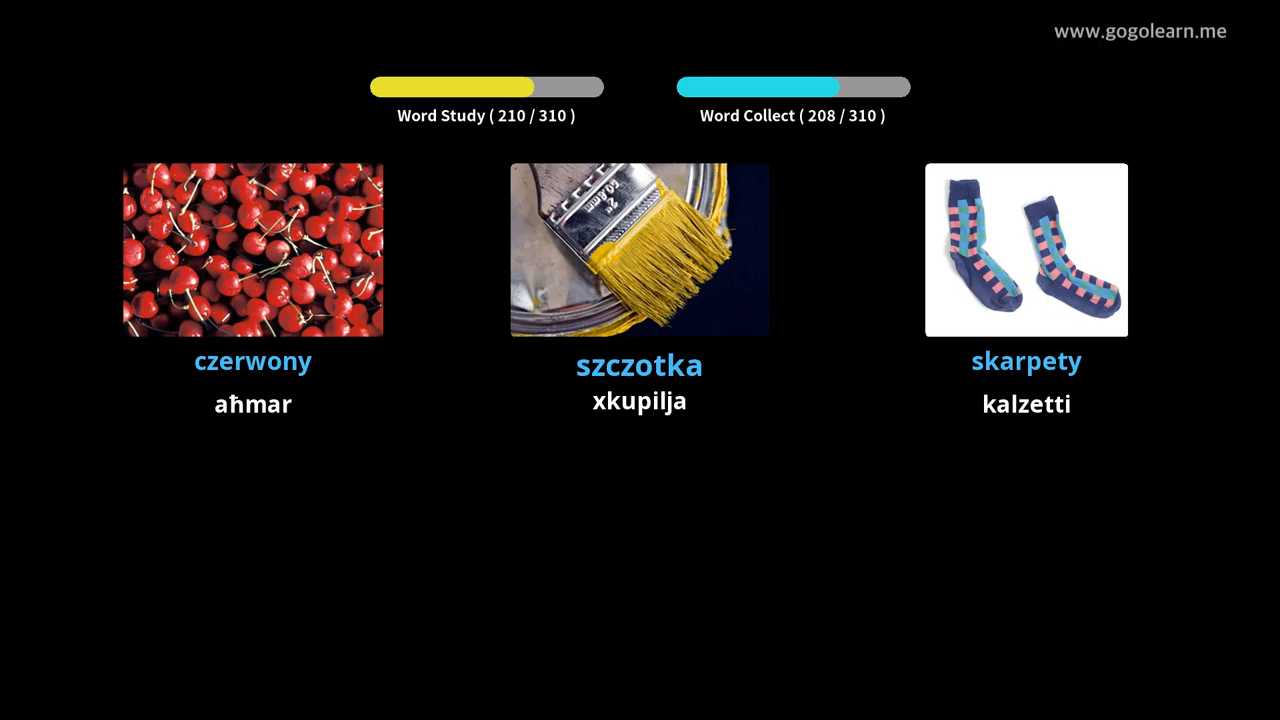 www.gogolearn.me
Word Study ( 210 / 310 )
Word Collect ( 208 / 310 )
czerwony
aħmar
szczotka
xkupilja
skarpety
kalzetti